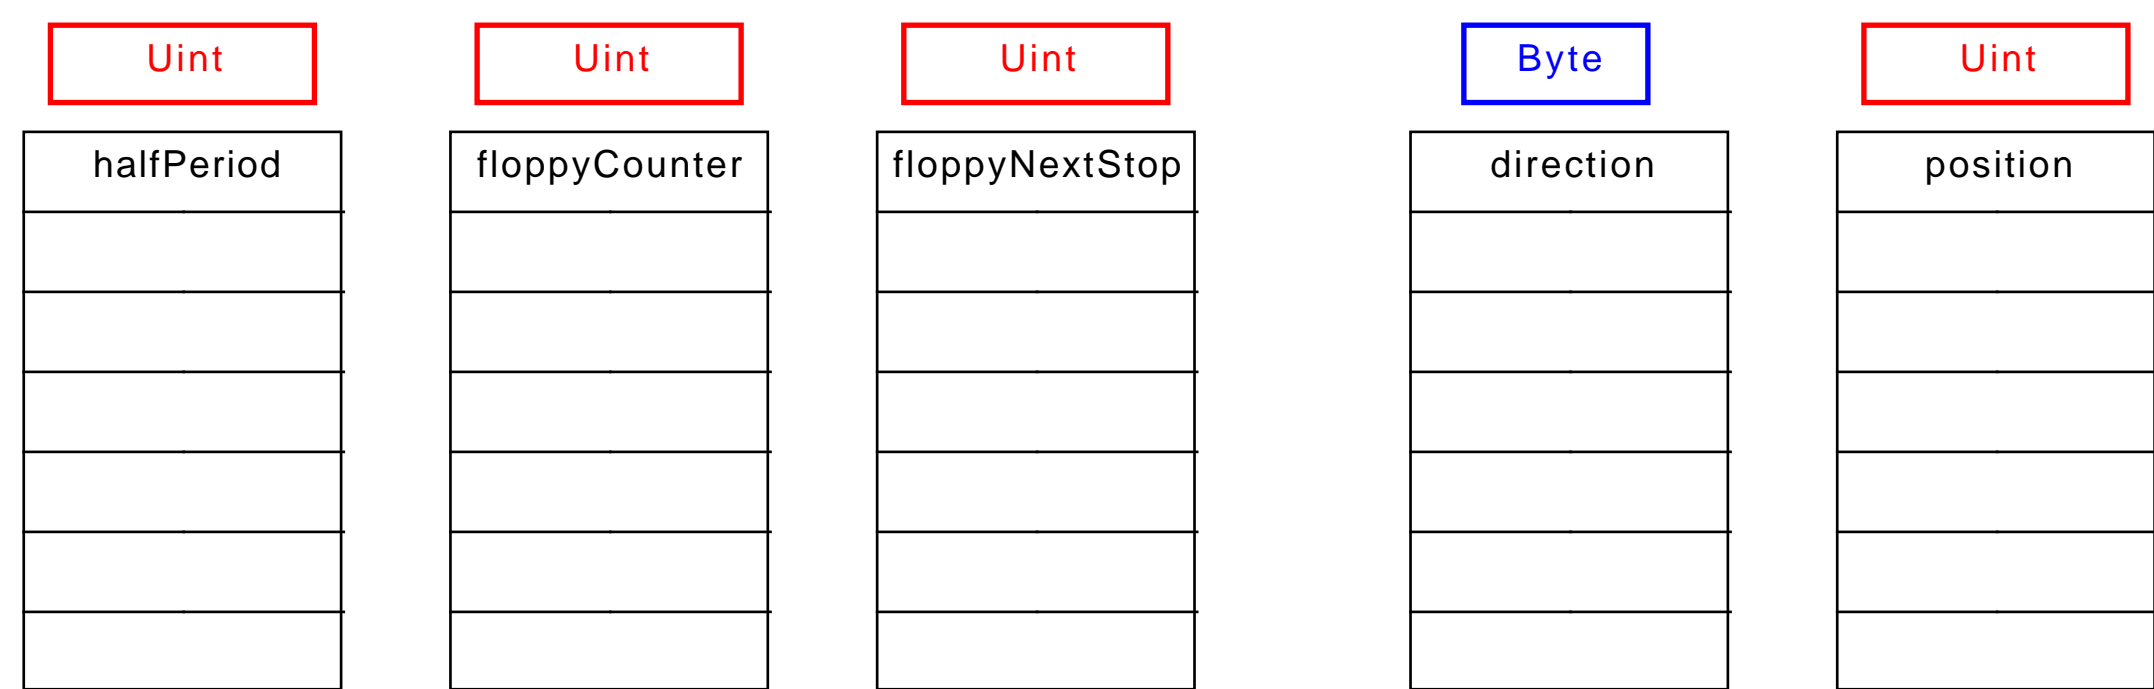 Uint Uint Uint Byte Uint
halfPeriod floppyCounter floppyNextStop direction position